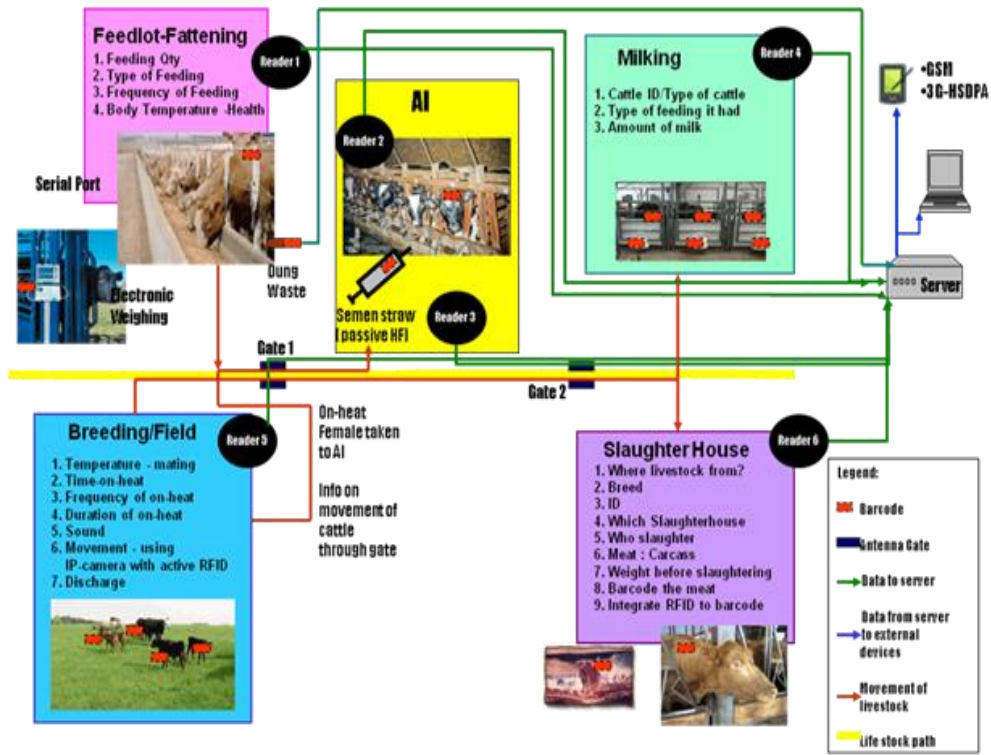 Feedlot-Fattening
1. Feeding Qty
2. Type of Feeding
3. Frequency of Feeding
4. Body Temperature -Health
Reader 1
Serial Port
Electronic
Weighing
Dung
Waste
AI
Reader 2
Semen straw
(passive HF)
Reader 3
Milking
1. Cattle ID/Type of cattle
2. Type of feeding it had
3. Amount of milk
Reader 4
•GSM
•3G-HSDPA
Server
Gate 1
Gate 2
Breeding/Field
1. Temperature - mating
2. Time-on-heat
3. Frequency of on-heat
4. Duration of on-heat
5. Sound
6. Movement - using
IP-camera with active RFID
7. Discharge
Reader 5
On-heat
Female taken
to AI
Info on
movement of
cattle
through gate
Slaughter House
1. Where livestock from?
2. Breed
3. ID
4. Which Slaughterhouse
5. Who slaughter
6. Meat : Carcass
7. Weight before slaughtering
8. Barcode the meat
9. Integrate RFID to barcode
Reader 6
Legend:
Barcode
Antenna Gate
Data to server
Data from server
to external
devices
Movement of
livestock
Life stock path